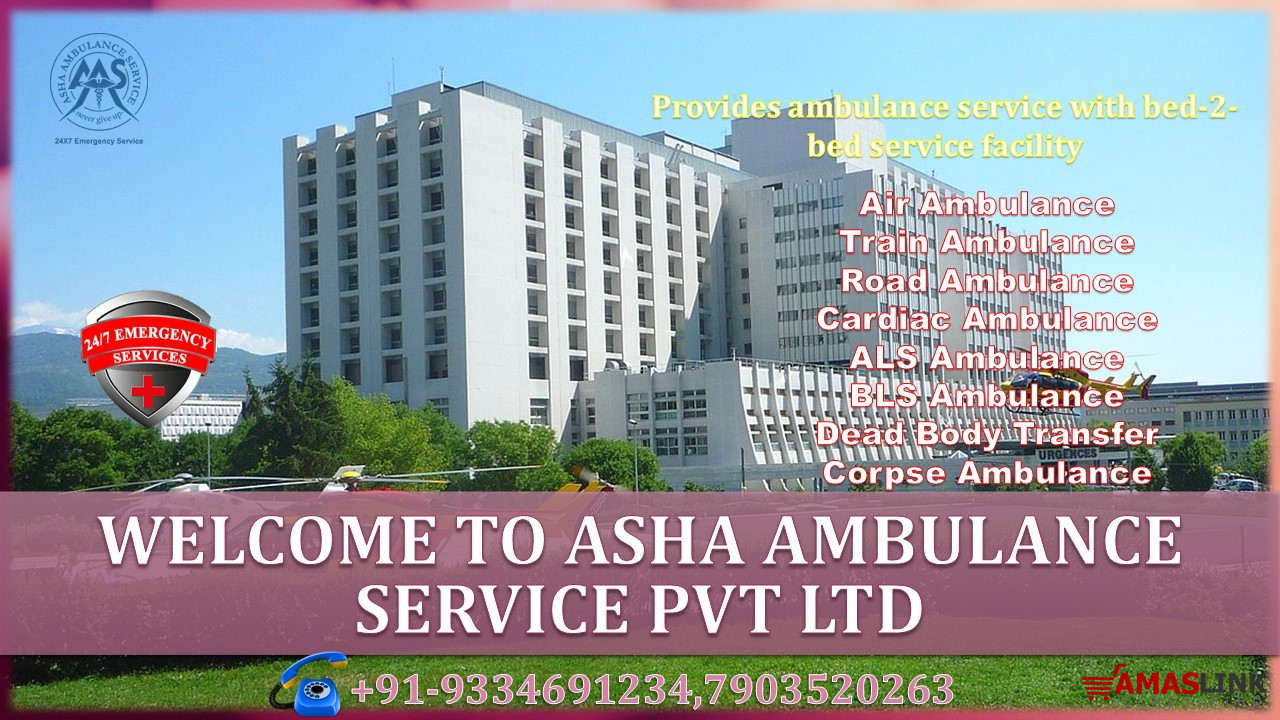 ASHA AMBULANCE SERVICE
AAS
never give up
24X7 Emergency Service
Provides ambulance service with bed-2-
bed service facility
Air Ambulance
Train Ambulance
Road Ambulance
Cardiac Ambulance
ALS Ambulance
BLS Ambulance
Dead Body Transfer
URGENCES
Corpse Ambulance
24/7 EMERGENCY
SERVICES
WELCOME TO ASHA AMBULANCE
SERVICE PVT LTD
+91-9334691234,7903520263
AMASLINK